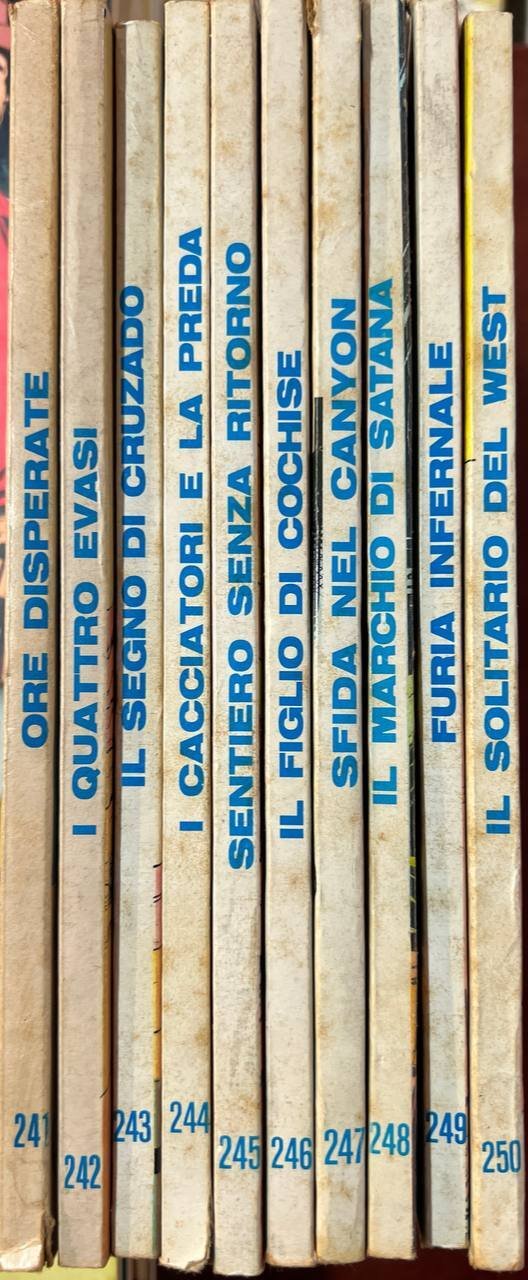 ORE DISPERATE
241
I QUATTRO EVASI
242
IL SEGNO DI CRUZADO
243
I CACCIATORI E LA PREDA
244
SENTIERO SENZA RITORNO
245
IL FIGLIO DI COCHISE
246
SFIDA NEL CANYON
247
IL MARCHIO DI SATANA
248
FURIA INFERNALE
249
IL SOLITARIO DEL WEST
250